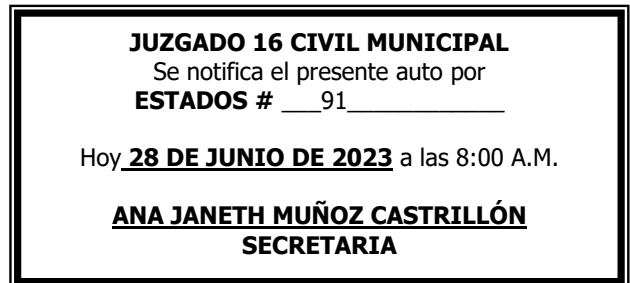 JUZGADO 16 CIVIL MUNICIPAL
Se notifica el presente auto por
ESTADOS # ___91____________
Hoy 28 DE JUNIO DE 2023 a las 8:00 A.M.
ANA JANETH MUÑOZ CASTRILLÓN
SECRETARIA